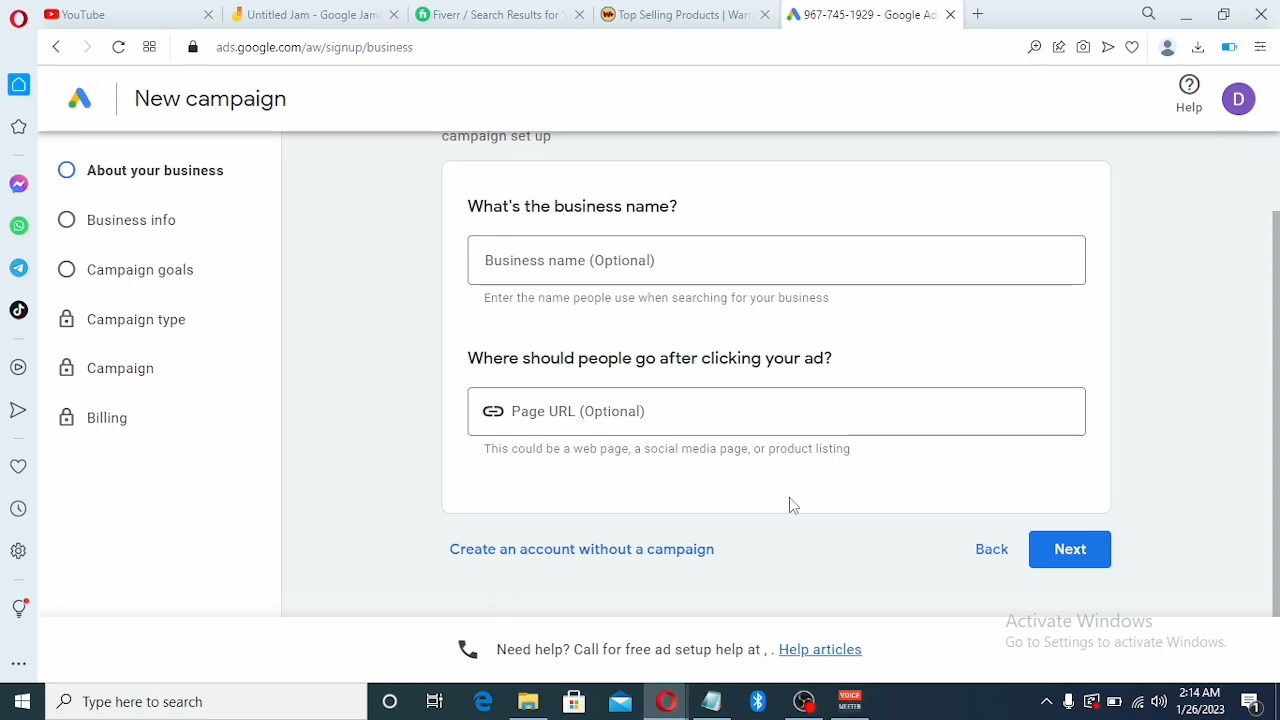 YouTube
Untitled Jam - Google Jam
Fiverr / Search Results for '
Top Selling Products | Warr
967-745-1929 - Google Ad
ads.google.com/aw/signup/business
New campaign
Help
D
campaign set up
About your business
Business info
Campaign goals
Campaign type
Campaign
Billing
What's the business name?
Business name (Optional)
Enter the name people use when searching for your business
Where should people go after clicking your ad?
Page URL (Optional)
This could be a web page, a social media page, or product listing
Create an account without a campaign
Back
Next
Activate Windows
Go to Settings to activate Windows.
Need help? Call for free ad setup help at , . Help articles
Type here to search
VOICE
MEETER
2:14 AM
1/26/2023
1